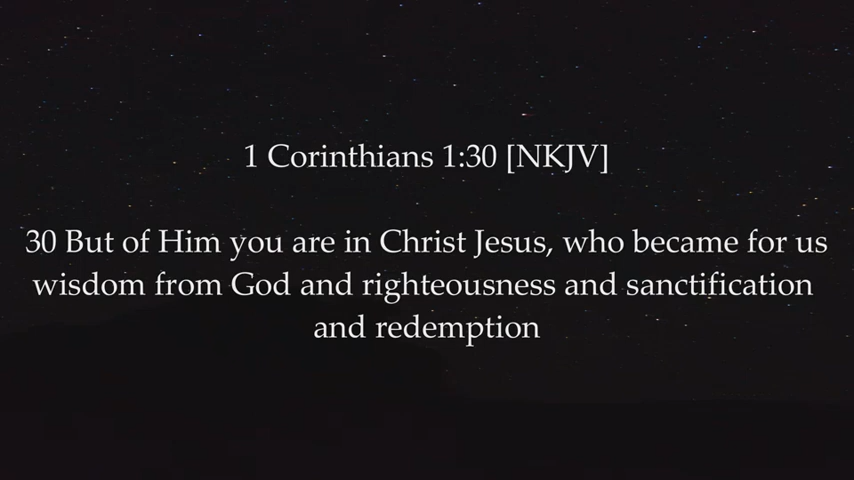 1 Corinthians 1:30 [NKJV]
30 But of Him you are in Christ Jesus, who became for us
wisdom from God and righteousness and sanctification
and redemption